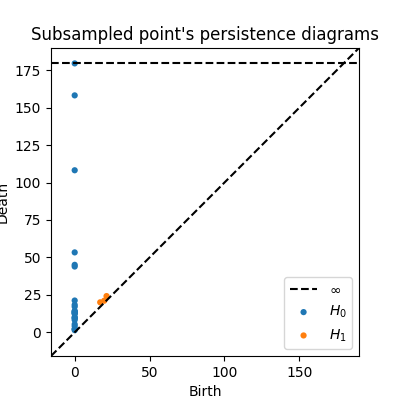 Subsampled point's persistence diagrams
175
150
125
100
75
50
25
0
Death
0
50
100
150
Birth
∞
H₀
H₁